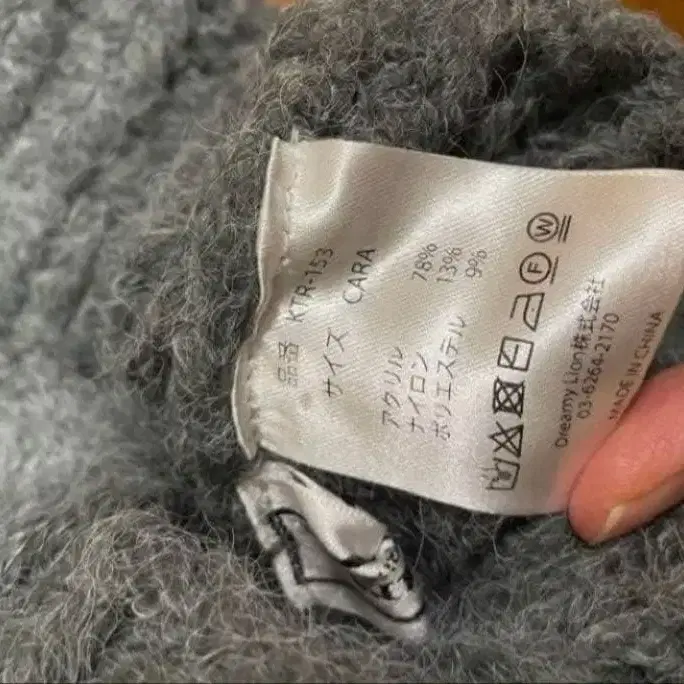 品番 KTR-153
サイズ CARA
アクリル 78%
ナイロン 13%
ポリエステル 9%
W
F
Dreamy Lion株式会社
03-6264-2170
MADE IN CHINA